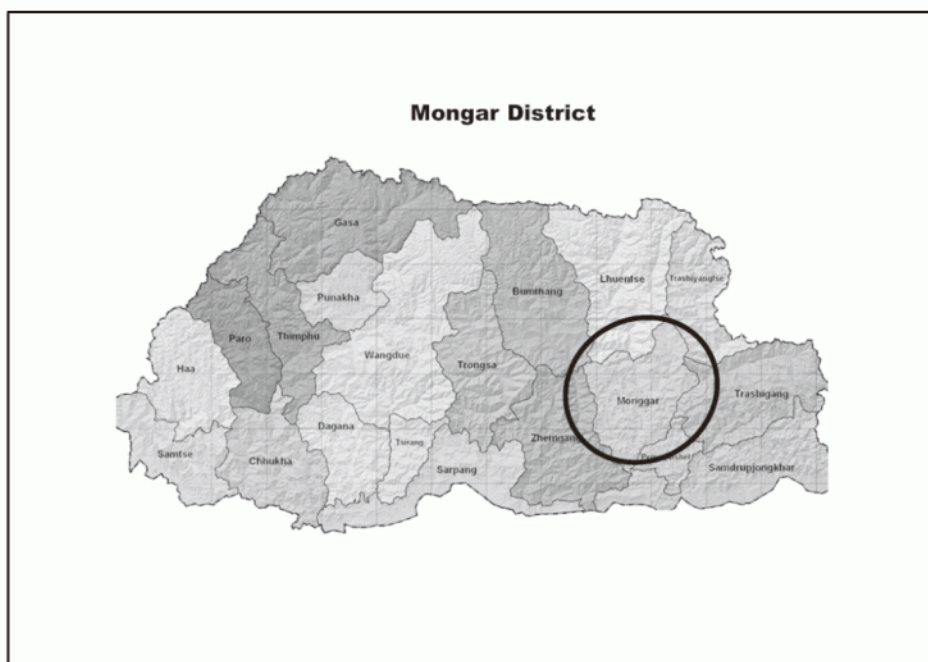 Mongar District
Gasa
Lhuentse
Trashiyangtse
Bumthang
Punakha
Thimphu
Paro
Wangdue
Haa
Trongsa
Trashigang
Monggar
Dagana
Zhemgang
Tsirang
Samtse
Chhukha
Sarpang
Samdrupjongkhar